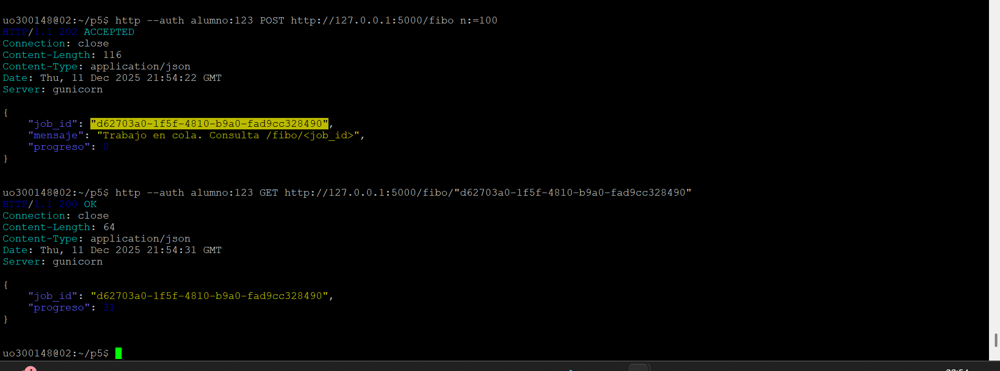 uo300148@02:~/p5$ http --auth alumno:123 POST http://127.0.0.1:5000/fibo n:=100
HTTP/1.1 202 ACCEPTED
Connection: close
Content-Length: 116
Content-Type: application/json
Date: Thu, 11 Dec 2025 21:54:22 GMT
Server: gunicorn
{
"job_id": "d62703a0-1f5f-4810-b9a0-fad9cc328490",
"mensaje": "Trabajo en cola. Consulta /fibo/<job_id>",
"progreso": 0
}
uo300148@02:~/p5$ http --auth alumno:123 GET http://127.0.0.1:5000/fibo/"d62703a0-1f5f-4810-b9a0-fad9cc328490"
HTTP/1.1 200 OK
Connection: close
Content-Length: 64
Content-Type: application/json
Date: Thu, 11 Dec 2025 21:54:31 GMT
Server: gunicorn
{
"job_id": "d62703a0-1f5f-4810-b9a0-fad9cc328490",
"progreso": 31
}
uo300148@02:~/p5$